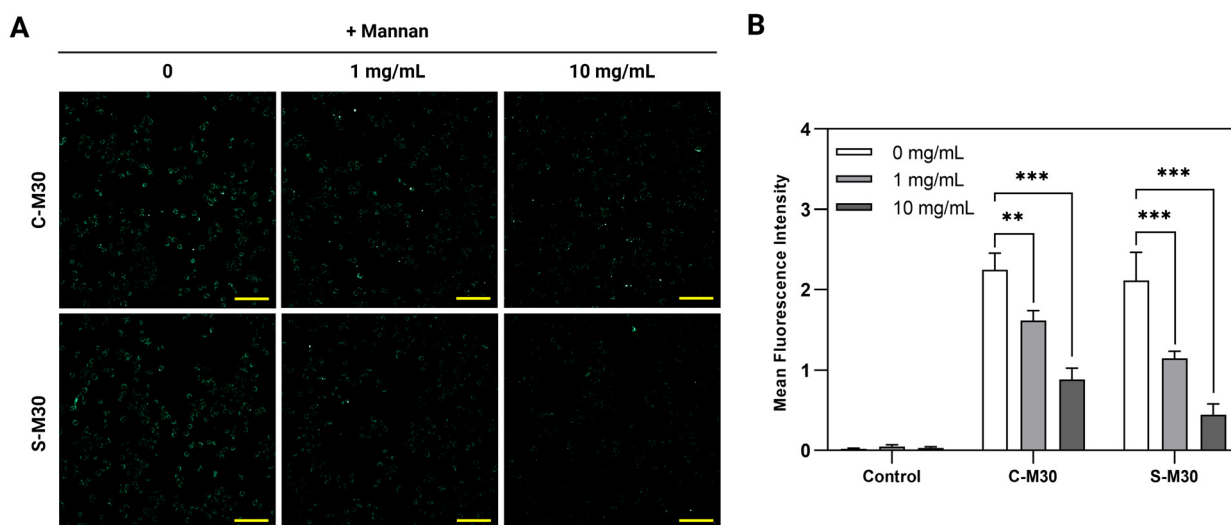 A
+ Mannan
0
1 mg/mL
10 mg/mL
C-M30
S-M30
B
Mean Fluorescence Intensity
4
3
2
1
0
0 mg/mL
1 mg/mL
10 mg/mL
***
**
***
***
Control
C-M30
S-M30